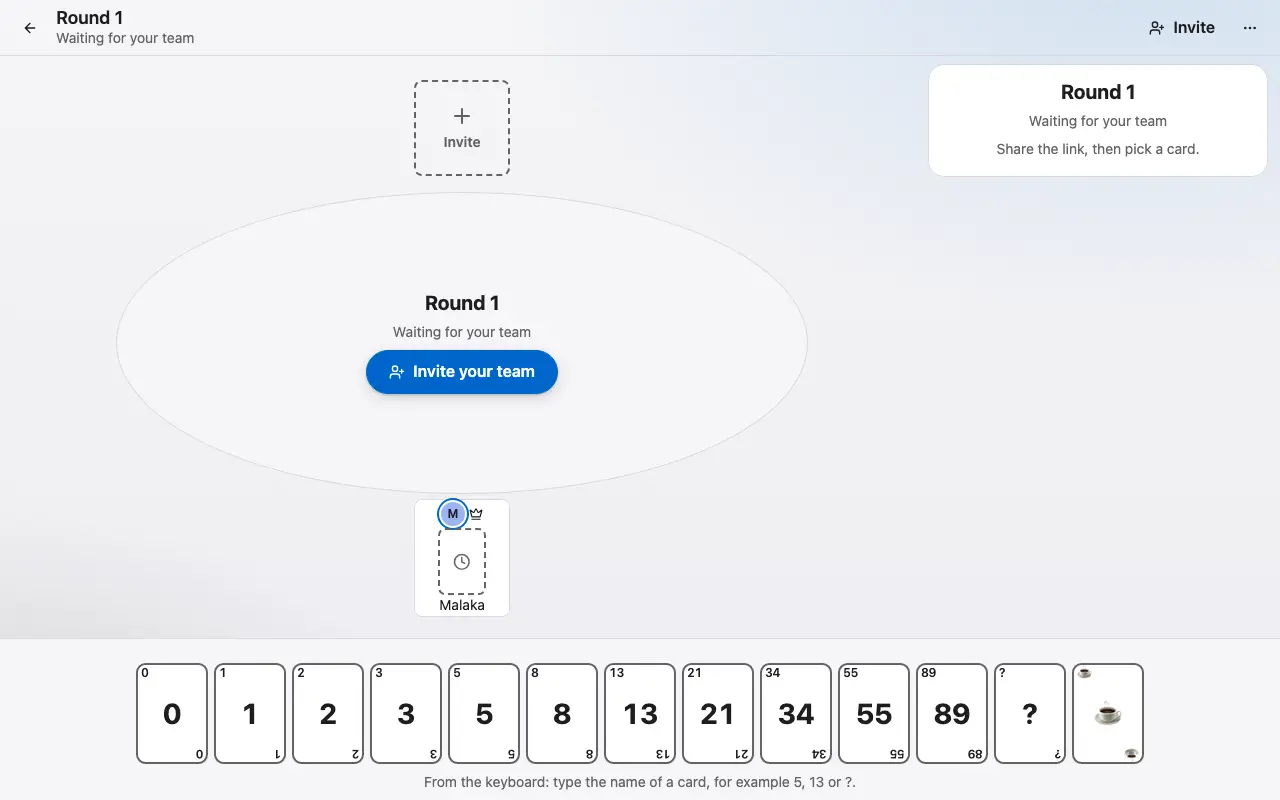 Round 1
Waiting for your team
Invite
Round 1
Waiting for your team
Share the link, then pick a card.
Invite
Round 1
Waiting for your team
Invite your team
M
Malaka
0 0 0
1 1 1
2 2 2
3 3 3
5 5 5
8 8 8
13 13 13
21 21 21
34 34 34
55 55 55
89 89 89
? ? ?
From the keyboard: type the name of a card, for example 5, 13 or ?.